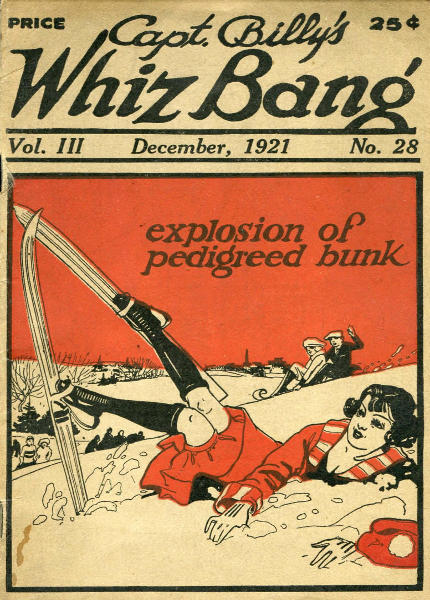 PRICE Capt. Billy's 25¢
Whiz Bang
Vol. III December, 1921 No. 28
explosion of
pedigreed bunk